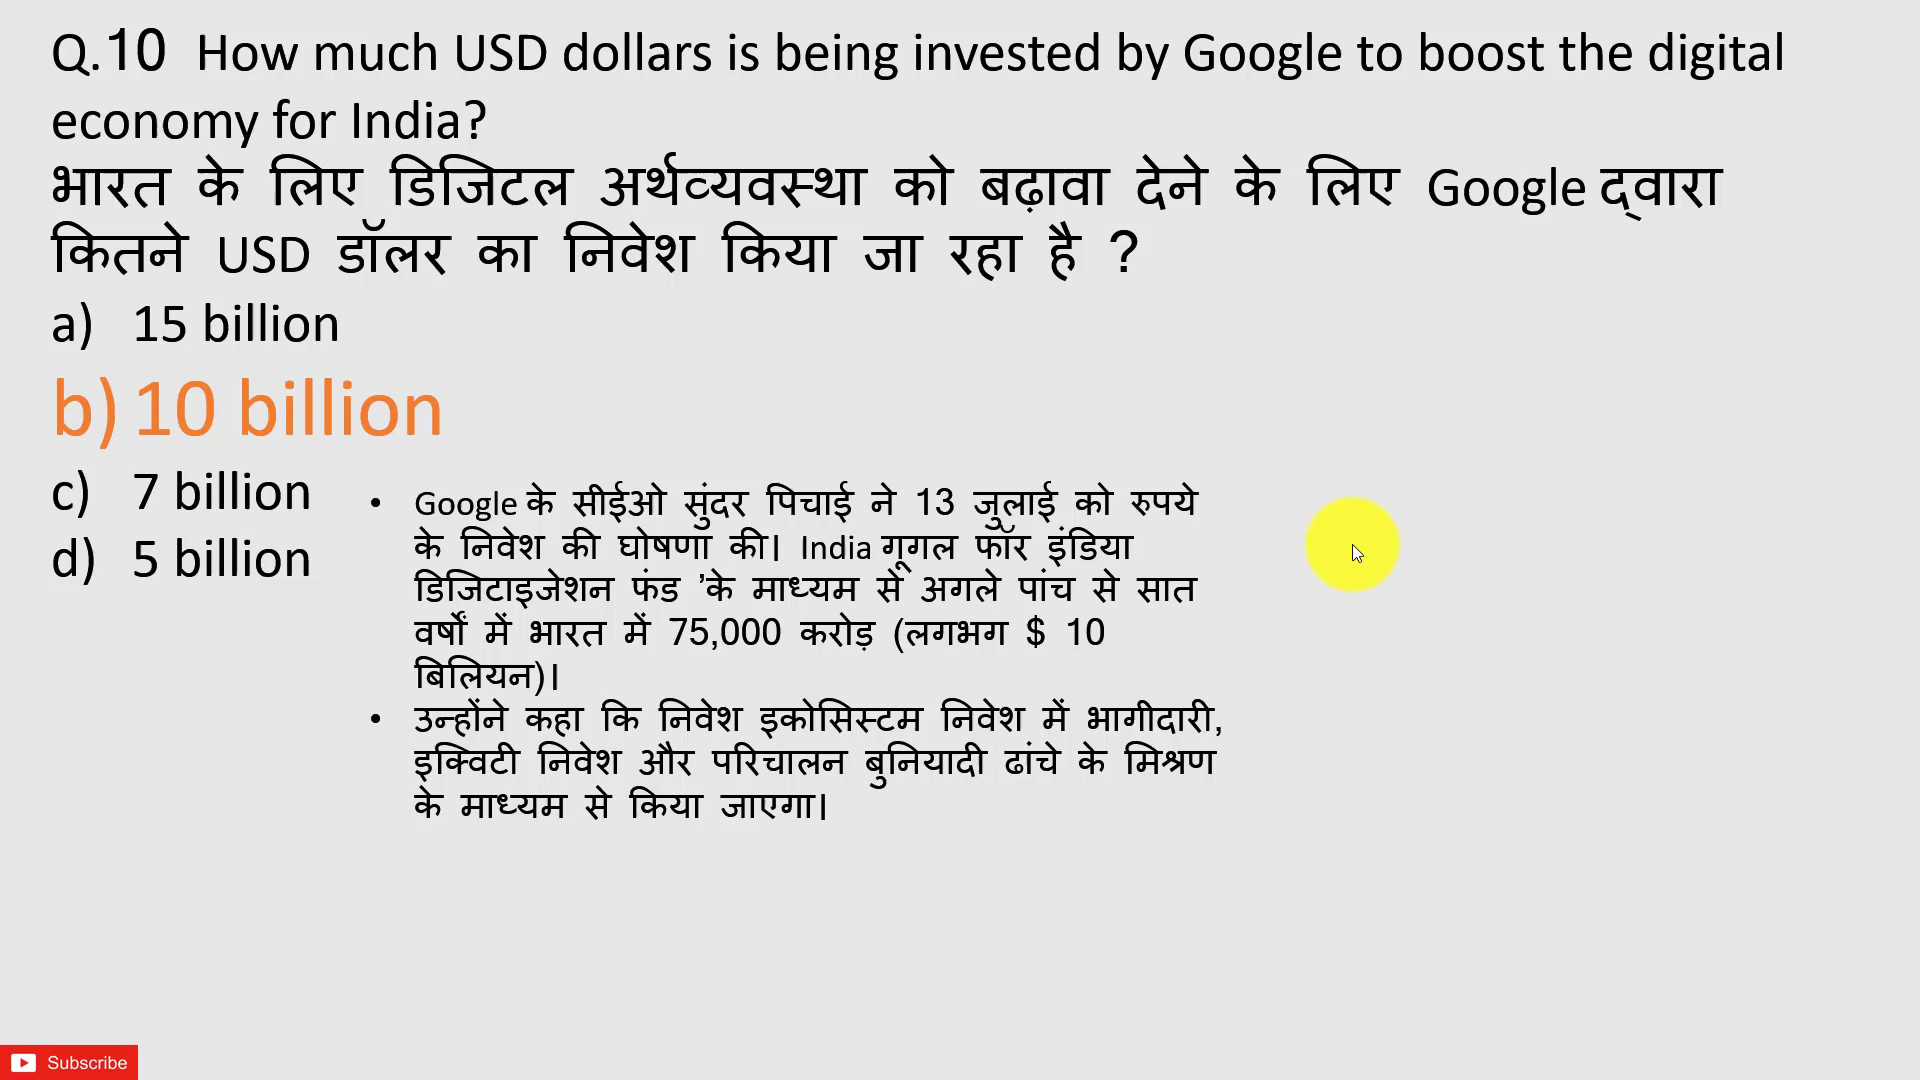 Q.10 How much USD dollars is being invested by Google to boost the digital
economy for India?
भारत के लिए डिजिटल अर्थव्यवस्था को बढ़ावा देने के लिए Google द्वारा
कितने USD डॉलर का निवेश किया जा रहा है ?
a) 15 billion
b) 10 billion
c) 7 billion
d) 5 billion
• Google के सीईओ सुंदर पिचाई ने 13 जुलाई को रुपये
के निवेश की घोषणा की। India गूगल फॉर इंडिया
डिजिटाइजेशन फंड ’के माध्यम से अगले पांच से सात
वर्षों में भारत में 75,000 करोड़ (लगभग $ 10
बिलियन)।
• उन्होंने कहा कि निवेश इकोसिस्टम निवेश में भागीदारी,
इक्विटी निवेश और परिचालन बुनियादी ढांचे के मिश्रण
के माध्यम से किया जाएगा।
Subscribe